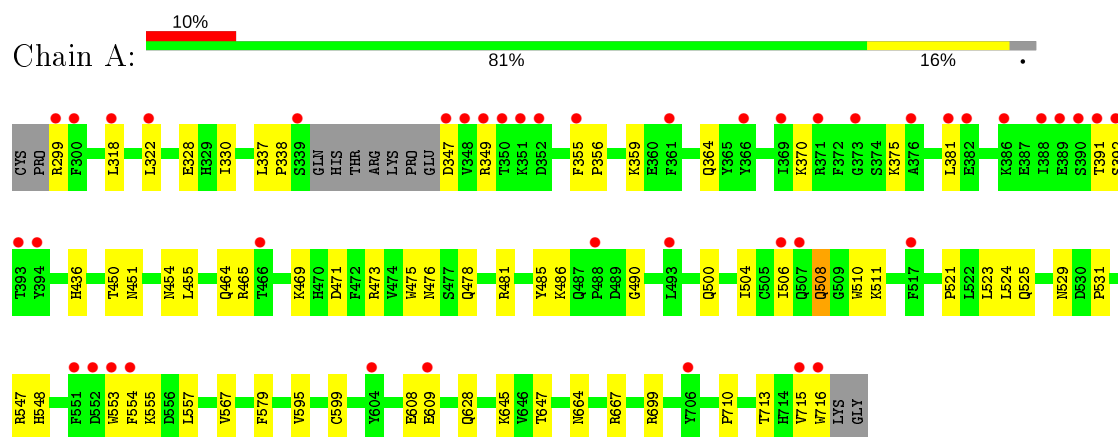 10%
Chain A:
81% 16% •
CYS PRO R299 F300 L318 L322 E328 H329 I330 L337 P338 S339 GLN HIS THR ARG LYS PRO GLU D347 V348 R349 T350 K351 D352 F355 P356 K359 E360 F361 Q364 Y365 Y366 I369 K370 R371 F372 G373 S374 K375 A376 L381 E382 K386 E387 I388 E389 S390 T391 S392
T393 Y394 H436 T450 N451 N454 L455 Q464 R465 T466 K469 H470 D471 F472 R473 V474 W475 N476 S477 Q478 R481 Y485 K486 Q487 P488 D489 G490 L493 Q500 I504 C505 I506 Q507 Q508 G509 W510 K511 F517 P521 L522 L523 L524 Q525 N529 D530 P531
R547 H548 F551 D552 W553 F554 K555 D556 L557 V567 F579 V595 C599 Y604 E608 E609 Q628 K645 V646 T647 N664 R667 R699 Y706 P710 T713 H714 V715 W716 LYS GLY